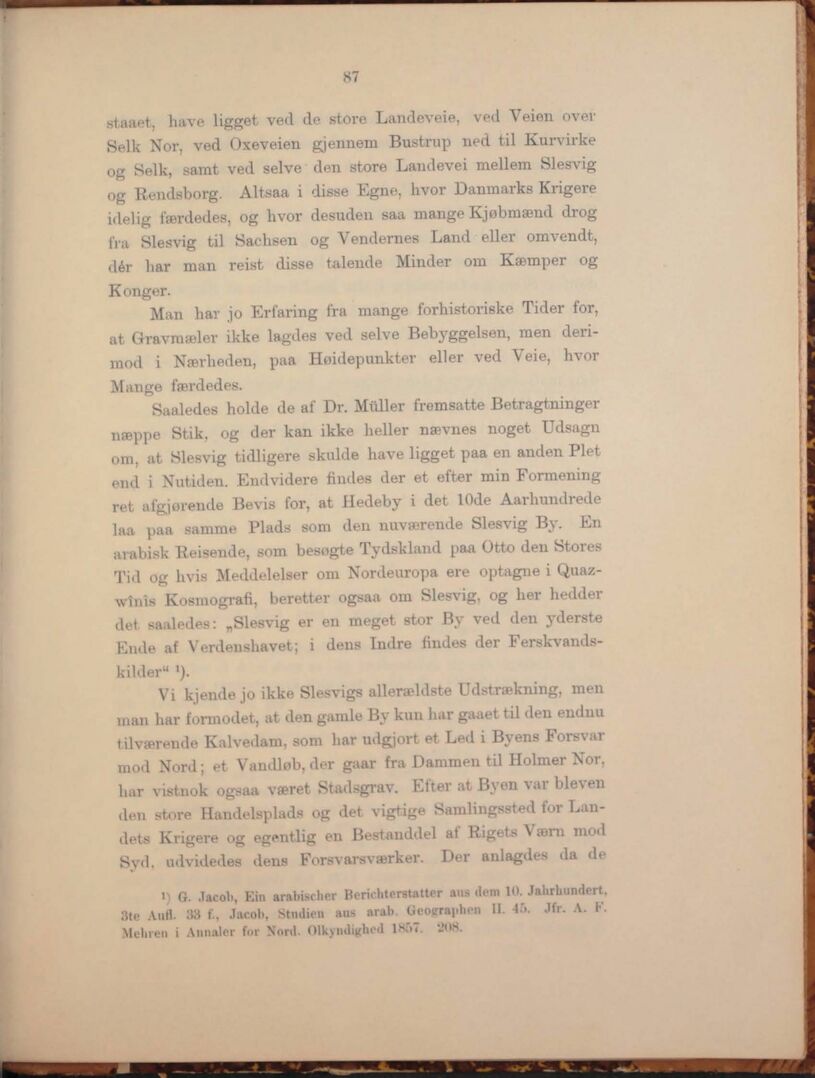 87
staaet, have ligget ved de store Landeveie, ved Veien over
Selk Nor, ved Oxeveien gjennem Bustrup ned til Kurvirke
og Selk, samt ved selve den store Landevei mellem Slesvig
og Rendsborg. Altsaa i disse Egne, hvor Danmarks Krigere
idelig færdedes, og hvor desuden saa mange Kjøbmænd drog
fra Slesvig til Sachsen og Vendernes Land eller omvendt,
dér har man reist disse talende Minder om Kæmper og
Konger.
Man har jo Erfaring fra mange forhistoriske Tider for,
at Gravmæler ikke lagdes ved selve Bebyggelsen, men deri-
mod i Nærheden, paa Høidepunkter eller ved Veie, hvor
Mange færdedes.
Saaledes holde de af Dr. Müller fremsatte Betragtninger
næppe Stik, og der kan ikke heller nævnes noget Udsagn
om, at Slesvig tidligere skulde have ligget paa en anden Plet
end i Nutiden. Endvidere findes der et efter min Formening
ret afgjørende Bevis for, at Hedeby i det 10de Aarhundrede
laa paa samme Plads som den nuværende Slesvig By. En
arabisk Reisende, som besøgte Tydskland paa Otto den Stores
Tid og hvis Meddelelser om Nordeuropa ere optagne i Quaz-
wînîs Kosmografi, beretter ogsaa om Slesvig, og her hedder
det saaledes: „Slesvig er en meget stor By ved den yderste
Ende af Verdenshavet; i dens Indre findes der Ferskvands-
kilder“ ¹).
Vi kjende jo ikke Slesvigs allerældste Udstrækning, men
man har formodet, at den gamle By kun har gaaet til den endnu
tilværende Kalvedam, som har udgjort et Led i Byens Forsvar
mod Nord; et Vandløb, der gaar fra Dammen til Holmer Nor,
har vistnok ogsaa været Stadsgrav. Efter at Byen var bleven
den store Handelsplads og det vigtige Samlingssted for Lan-
dets Krigere og egentlig en Bestanddel af Rigets Værn mod
Syd, udvidedes dens Forsvarsværker. Der anlagdes da de
¹) G. Jacob, Ein arabischer Berichterstatter aus dem 10. Jahrhundert,
3te Aufl. 33 f., Jacob, Studien aus arab. Geographen II. 45. Jfr. A. F.
Mehren i Annaler for Nord. Olkyndighed 1857. 208.